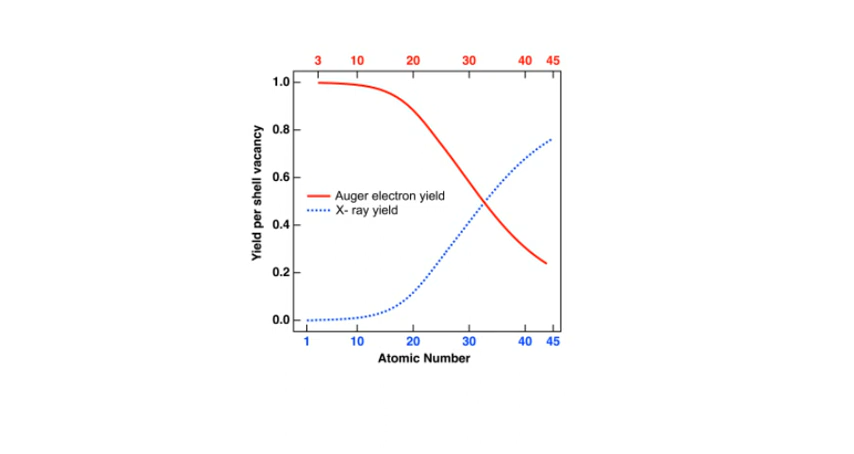 3 10 20 30 40 45
1.0
0.8
0.6
0.4
0.2
0.0
Yield per shell vacancy
Auger electron yield
X- ray yield
1 10 20 30 40 45
Atomic Number